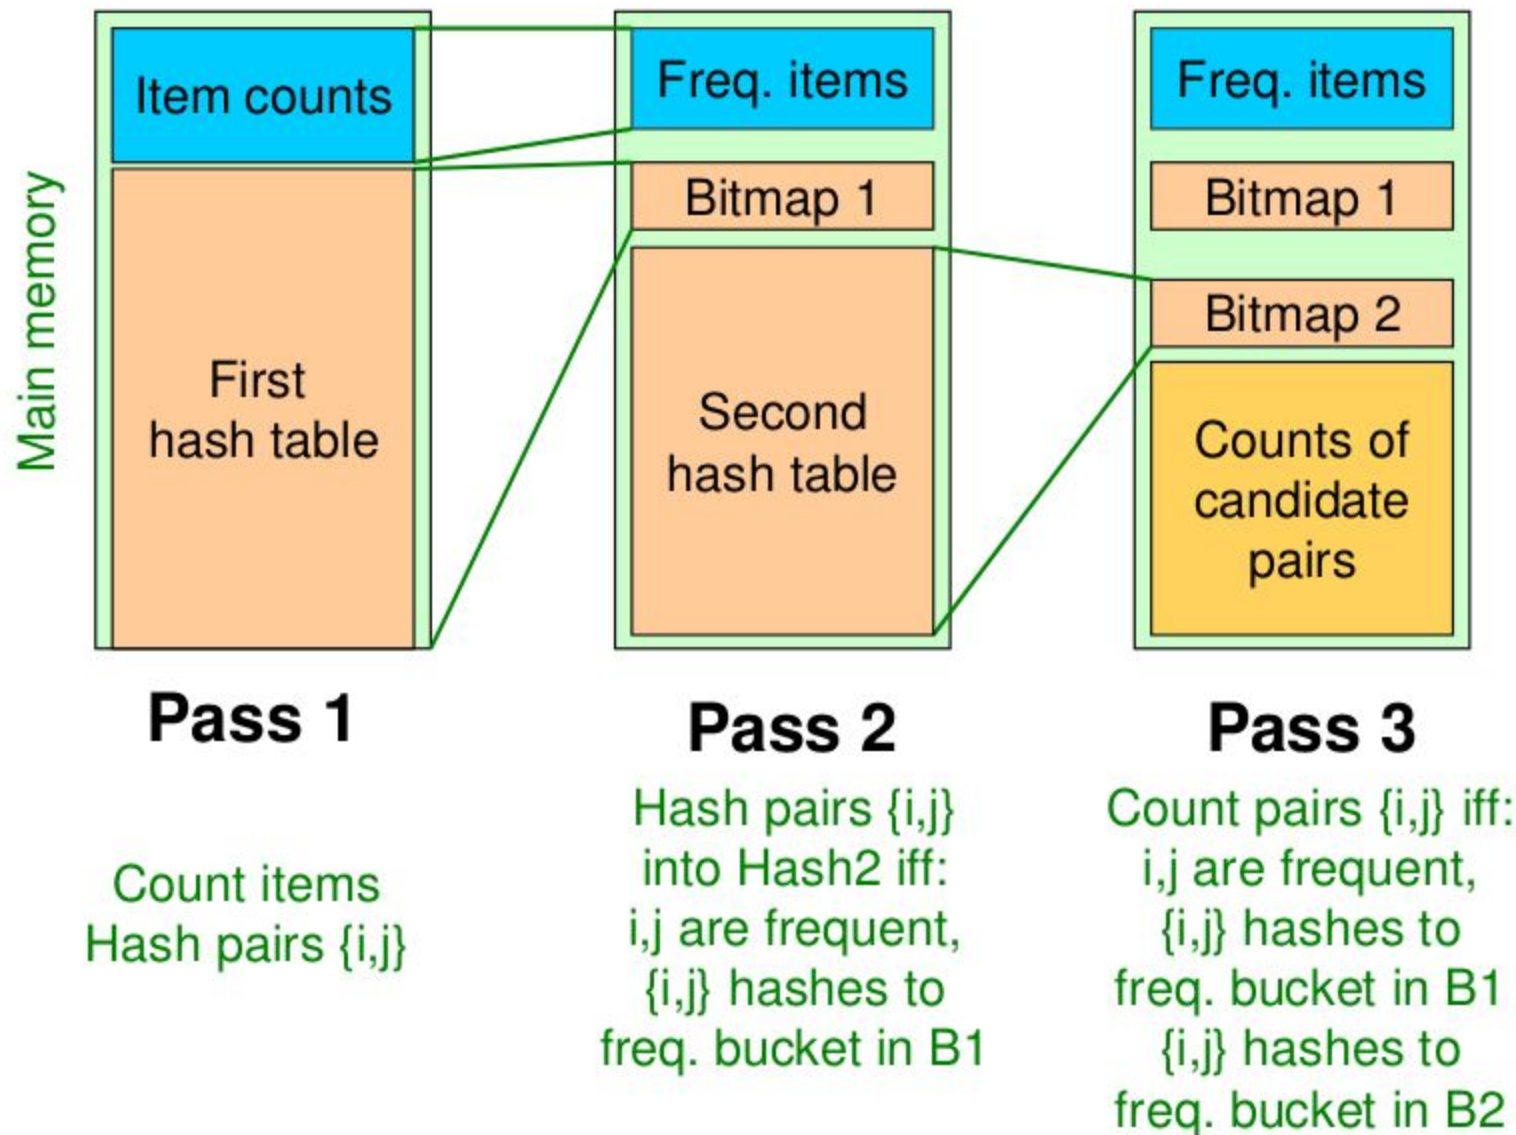 Main memory
Item counts
First
hash table
Pass 1
Count items
Hash pairs {i,j}
Freq. items
Bitmap 1
Second
hash table
Pass 2
Hash pairs {i,j}
into Hash2 iff:
i,j are frequent,
{i,j} hashes to
freq. bucket in B1
Freq. items
Bitmap 1
Bitmap 2
Counts of
candidate
pairs
Pass 3
Count pairs {i,j} iff:
i,j are frequent,
{i,j} hashes to
freq. bucket in B1
{i,j} hashes to
freq. bucket in B2